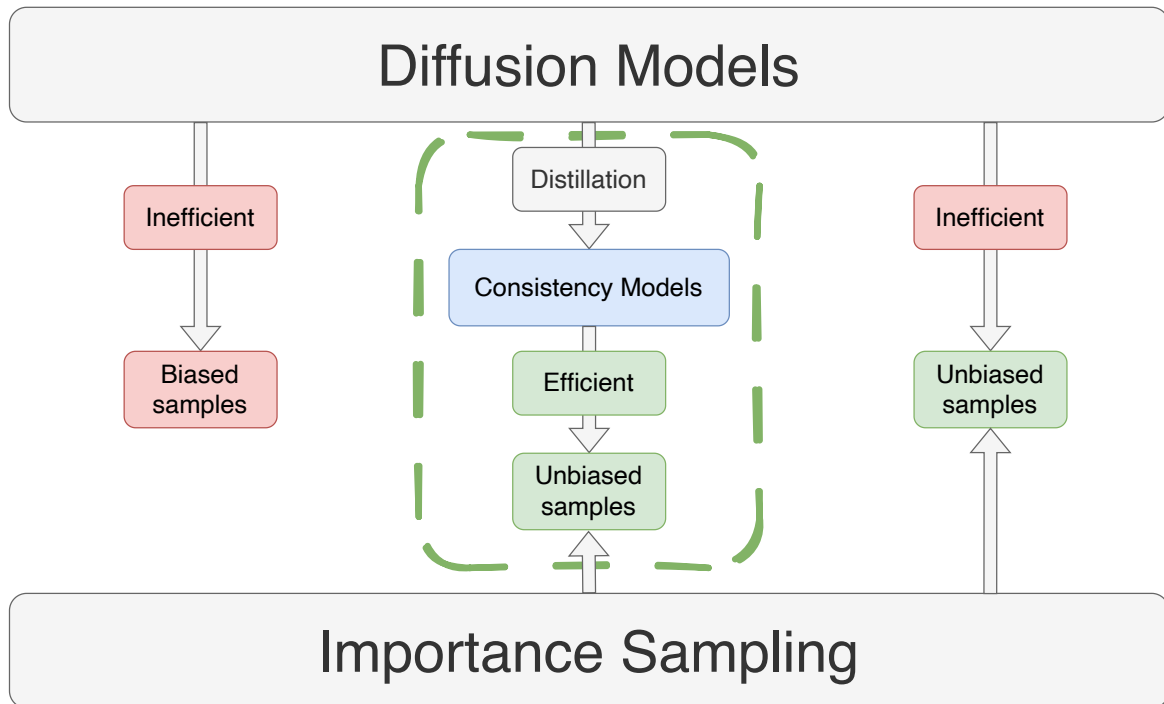 Diffusion Models
Inefficient
Biased
samples
Distillation
Consistency Models
Efficient
Unbiased
samples
Inefficient
Unbiased
samples
Importance Sampling